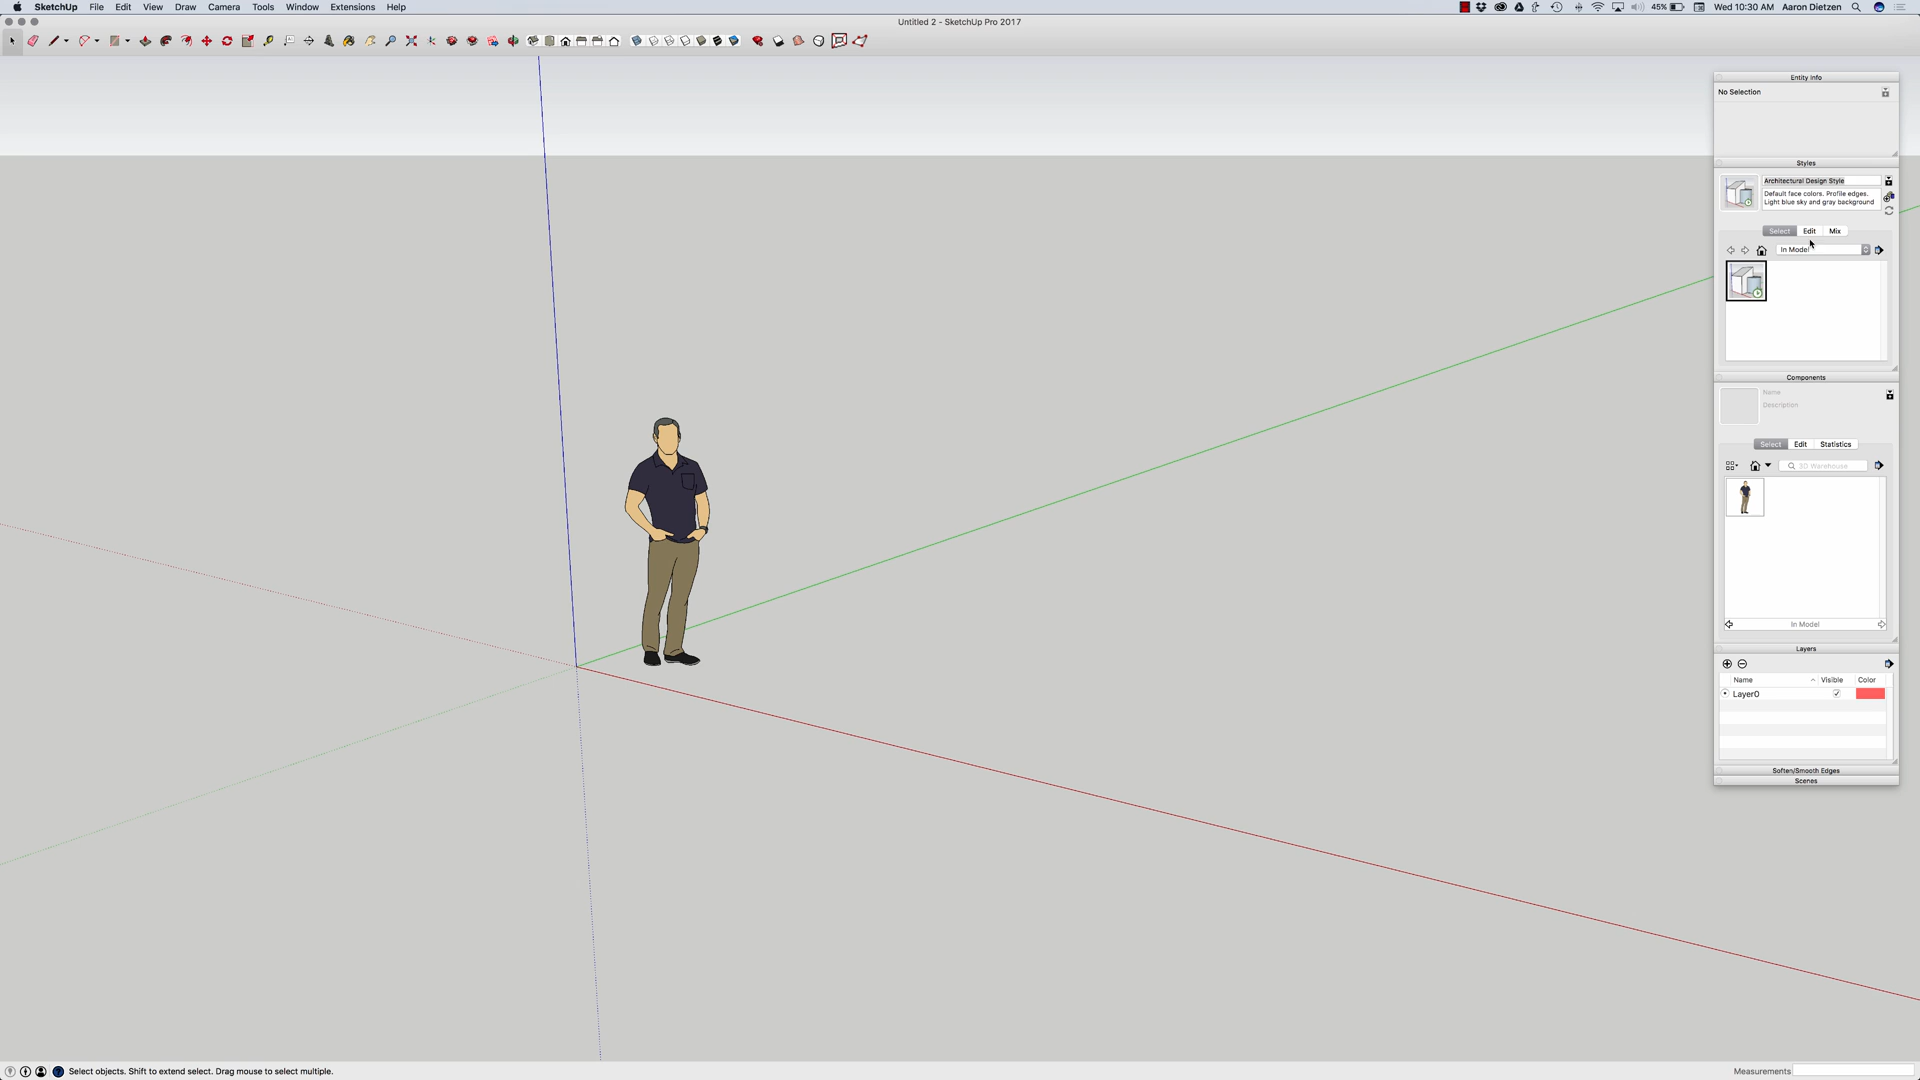 SketchUp File Edit View Draw Camera Tools Window Extensions Help
45% Wed 10:30 AM Aaron Dietzen
Untitled 2 - SketchUp Pro 2017
Entity Info
No Selection
Styles
Architectural Design Style
Default face colors. Profile edges.
Light blue sky and gray background
Select Edit Mix
In Model
Components
Name
Description
Select Edit Statistics
3D Warehouse
In Model
Layers
Name Visible Color
Layer0
Soften/Smooth Edges
Scenes
Select objects. Shift to extend select. Drag mouse to select multiple.
Measurements